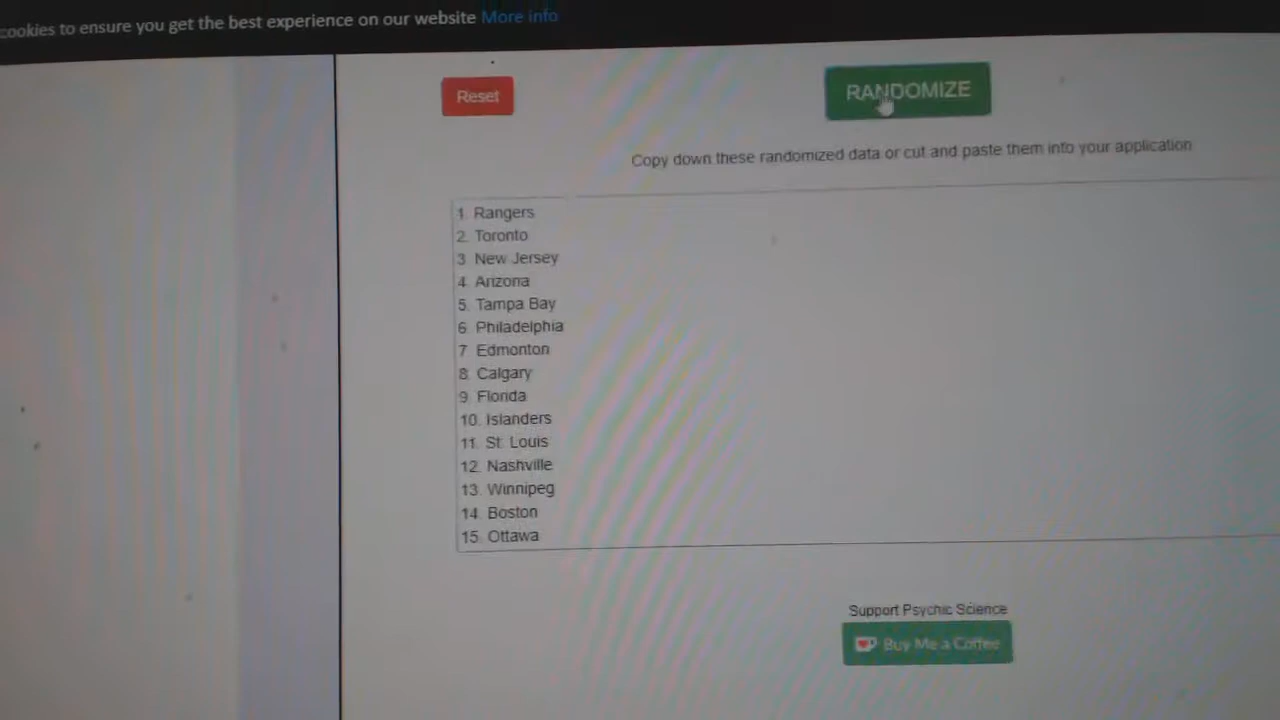 cookies to ensure you get the best experience on our website More info
Reset
RANDOMIZE
Copy down these randomized data or cut and paste them into your application
1. Rangers
2. Toronto
3. New Jersey
4. Arizona
5. Tampa Bay
6. Philadelphia
7. Edmonton
8. Calgary
9. Florida
10. Islanders
11. St. Louis
12. Nashville
13. Winnipeg
14. Boston
15. Ottawa
Support Psychic Science
Buy Me a Coffee